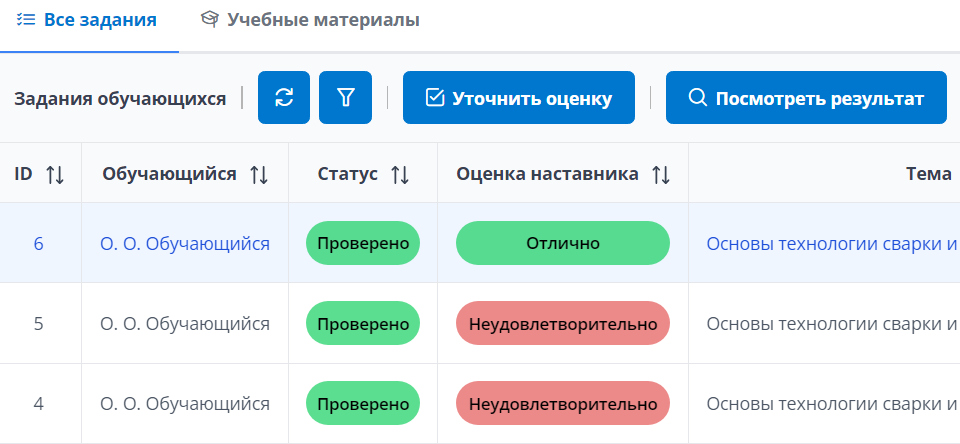 Все задания Учебные материалы
Задания обучающихся Уточнить оценку Посмотреть результат
ID Обучающийся Статус Оценка наставника Тема
6 О. О. Обучающийся Проверено Отлично Основы технологии сварки и
5 О. О. Обучающийся Проверено Неудовлетворительно Основы технологии сварки и
4 О. О. Обучающийся Проверено Неудовлетворительно Основы технологии сварки и